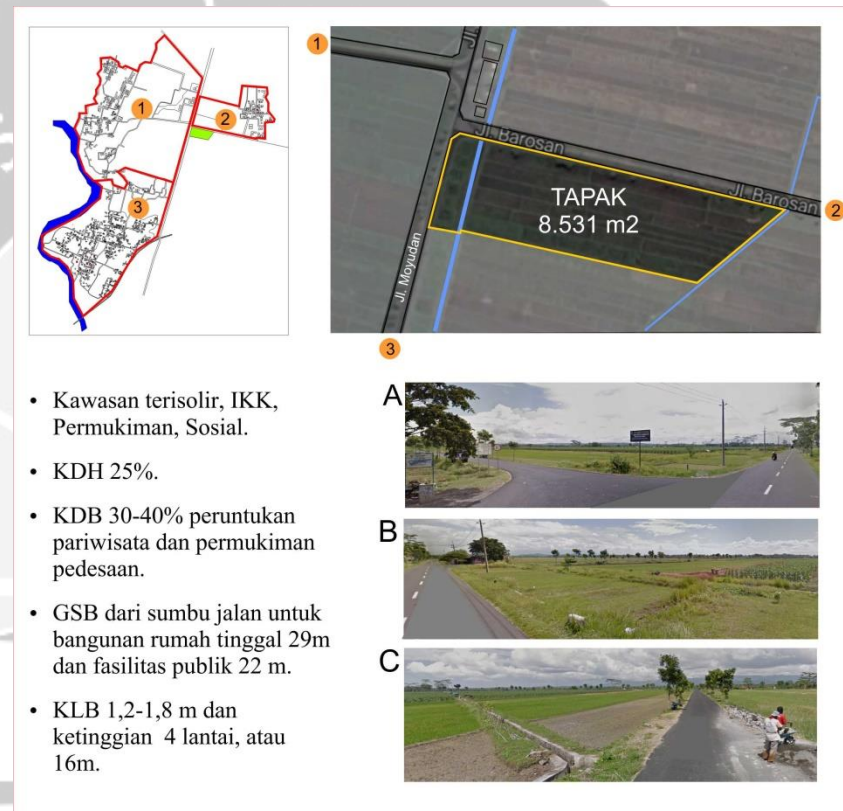 1
2
3
1
Jl.
Jl. Barosan
TAPAK
8.531 m2
Jl. Barosan
2
Jl. Moyudan
3
• Kawasan terisolir, IKK,
Permukiman, Sosial.
• KDH 25%.
• KDB 30-40% peruntukan
pariwisata dan permukiman
pedesaan.
• GSB dari sumbu jalan untuk
bangunan rumah tinggal 29m
dan fasilitas publik 22 m.
• KLB 1,2-1,8 m dan
ketinggian 4 lantai, atau
16m.
A
B
C